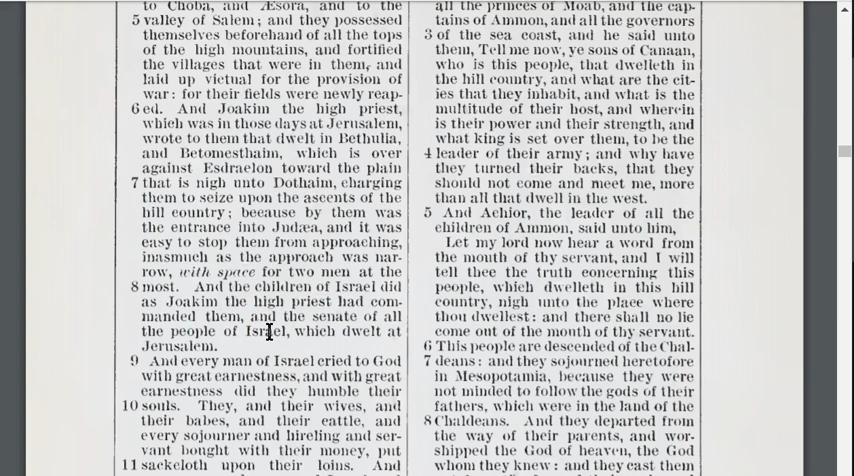 to Choba, and Æsora, and to the
5 valley of Salem; and they possessed
themselves beforehand of all the tops
of the high mountains, and fortified
the villages that were in them, and
laid up victual for the provision of
war: for their fields were newly reap-
6 ed. And Joakim the high priest,
which was in those days at Jerusalem,
wrote to them that dwelt in Bethulia,
and Betomesthaim, which is over
against Esdraelon toward the plain
7 that is nigh unto Dothaim, charging
them to seize upon the ascents of the
hill country; because by them was
the entrance into Judæa, and it was
easy to stop them from approaching,
inasmuch as the approach was nar-
row, with space for two men at the
8 most. And the children of Israel did
as Joakim the high priest had com-
manded them, and the senate of all
the people of Israel, which dwelt at
Jerusalem.
9 And every man of Israel cried to God
with great earnestness, and with great
earnestness did they humble their
10 souls. They, and their wives, and
their babes, and their cattle, and
every sojourner and hireling and ser-
vant bought with their money, put
11 sackcloth upon their loins. And
all the princes of Moab, and the cap-
tains of Ammon, and all the governors
3 of the sea coast, and he said unto
them, Tell me now, ye sons of Canaan,
who is this people, that dwelleth in
the hill country, and what are the cit-
ies that they inhabit, and what is the
multitude of their host, and wherein
is their power and their strength, and
what king is set over them, to be the
4 leader of their army; and why have
they turned their backs, that they
should not come and meet me, more
than all that dwell in the west.
5 And Achior, the leader of all the
children of Ammon, said unto him,
Let my lord now hear a word from
the mouth of thy servant, and I will
tell thee the truth concerning this
people, which dwelleth in this hill
country, nigh unto the place where
thou dwellest: and there shall no lie
come out of the mouth of thy servant.
6 This people are descended of the Chal-
7 deans: and they sojourned heretofore
in Mesopotamia, because they were
not minded to follow the gods of their
fathers, which were in the land of the
8 Chaldeans. And they departed from
the way of their parents, and wor-
shipped the God of heaven, the God
whom they knew: and they cast them